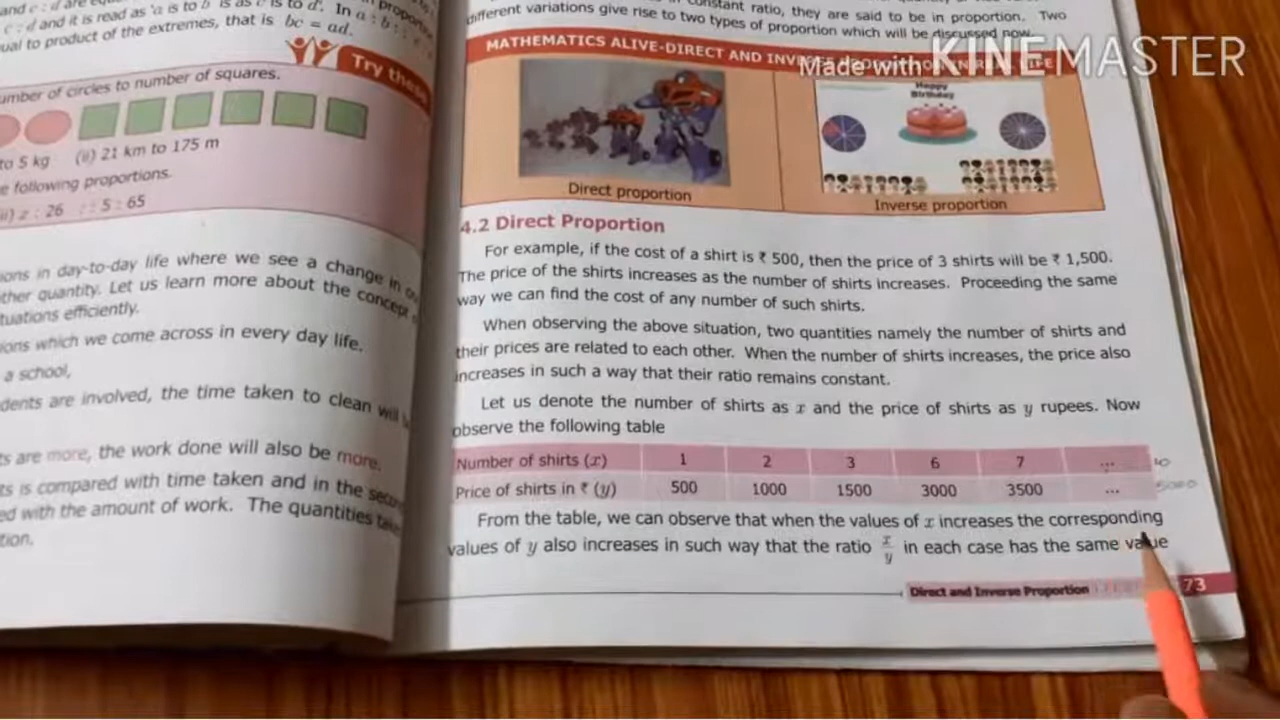 and c : d are
c : d and it is read as 'a is to b is as c is to d'. In
ual to product of the extremes, that is bc = ad.
Try these
umber of circles to number of squares.
to 5 kg (ii) 21 km to 175 m
e following proportions.
ii) z : 26 :: 5 : 65
ions in day-to-day life where we see a change in
ther quantity. Let us learn more about the concept
tuations efficiently.
ions which we come across in every day life.
a school,
dents are involved, the time taken to clean will
ts are more, the work done will also be more.
ts is compared with time taken and in the
ed with the amount of work. The quantities
tion.
constant ratio, they are said to be in proportion. Two
different variations give rise to two types of proportion which will be discussed now.
MATHEMATICS ALIVE-DIRECT AND INVERSE PROPORTION IN REAL LIFE
Made with KINEMASTER
Happy
Birthday
Direct proportion
Inverse proportion
4.2 Direct Proportion
For example, if the cost of a shirt is ₹ 500, then the price of 3 shirts will be ₹ 1,500.
The price of the shirts increases as the number of shirts increases. Proceeding the same
way we can find the cost of any number of such shirts.
When observing the above situation, two quantities namely the number of shirts and
their prices are related to each other. When the number of shirts increases, the price also
increases in such a way that their ratio remains constant.
Let us denote the number of shirts as x and the price of shirts as y rupees. Now
observe the following table
Number of shirts (x) 1 2 3 6 7 ... 10
Price of shirts in ₹ (y) 500 1000 1500 3000 3500 ... 5000
From the table, we can observe that when the values of x increases the corresponding
values of y also increases in such way that the ratio x/y in each case has the same value
Direct and Inverse Proportion 73